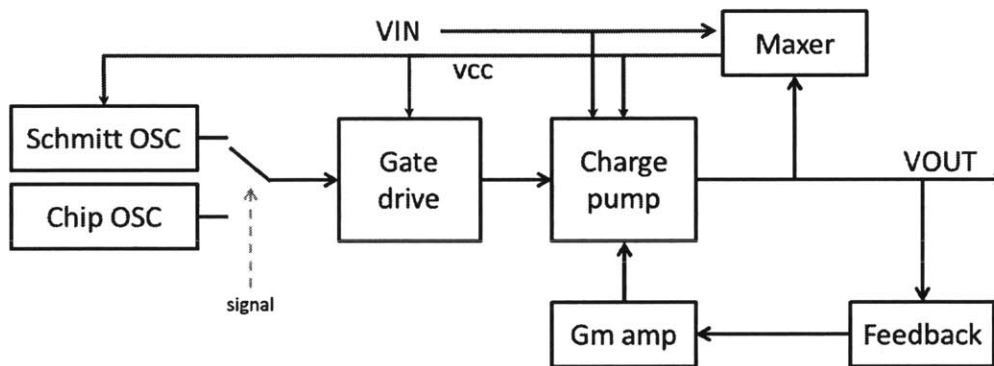 VIN
Maxer
vcc
Schmitt OSC
Gate
drive
Charge
pump
VOUT
Chip OSC
signal
Gm amp
Feedback